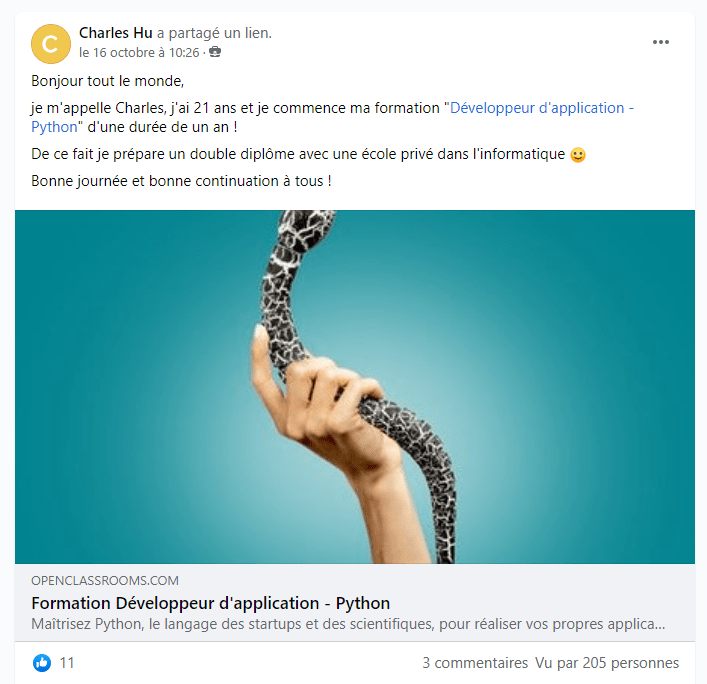 C
Charles Hu a partagé un lien.
le 16 octobre à 10:26 ·
Bonjour tout le monde,
je m'appelle Charles, j'ai 21 ans et je commence ma formation "Développeur d'application -
Python" d'une durée de un an !
De ce fait je prépare un double diplôme avec une école privé dans l'informatique 🙂
Bonne journée et bonne continuation à tous !
OPENCLASSROOMS.COM
Formation Développeur d'application - Python
Maîtrisez Python, le langage des startups et des scientifiques, pour réaliser vos propres applica...
11
3 commentaires Vu par 205 personnes